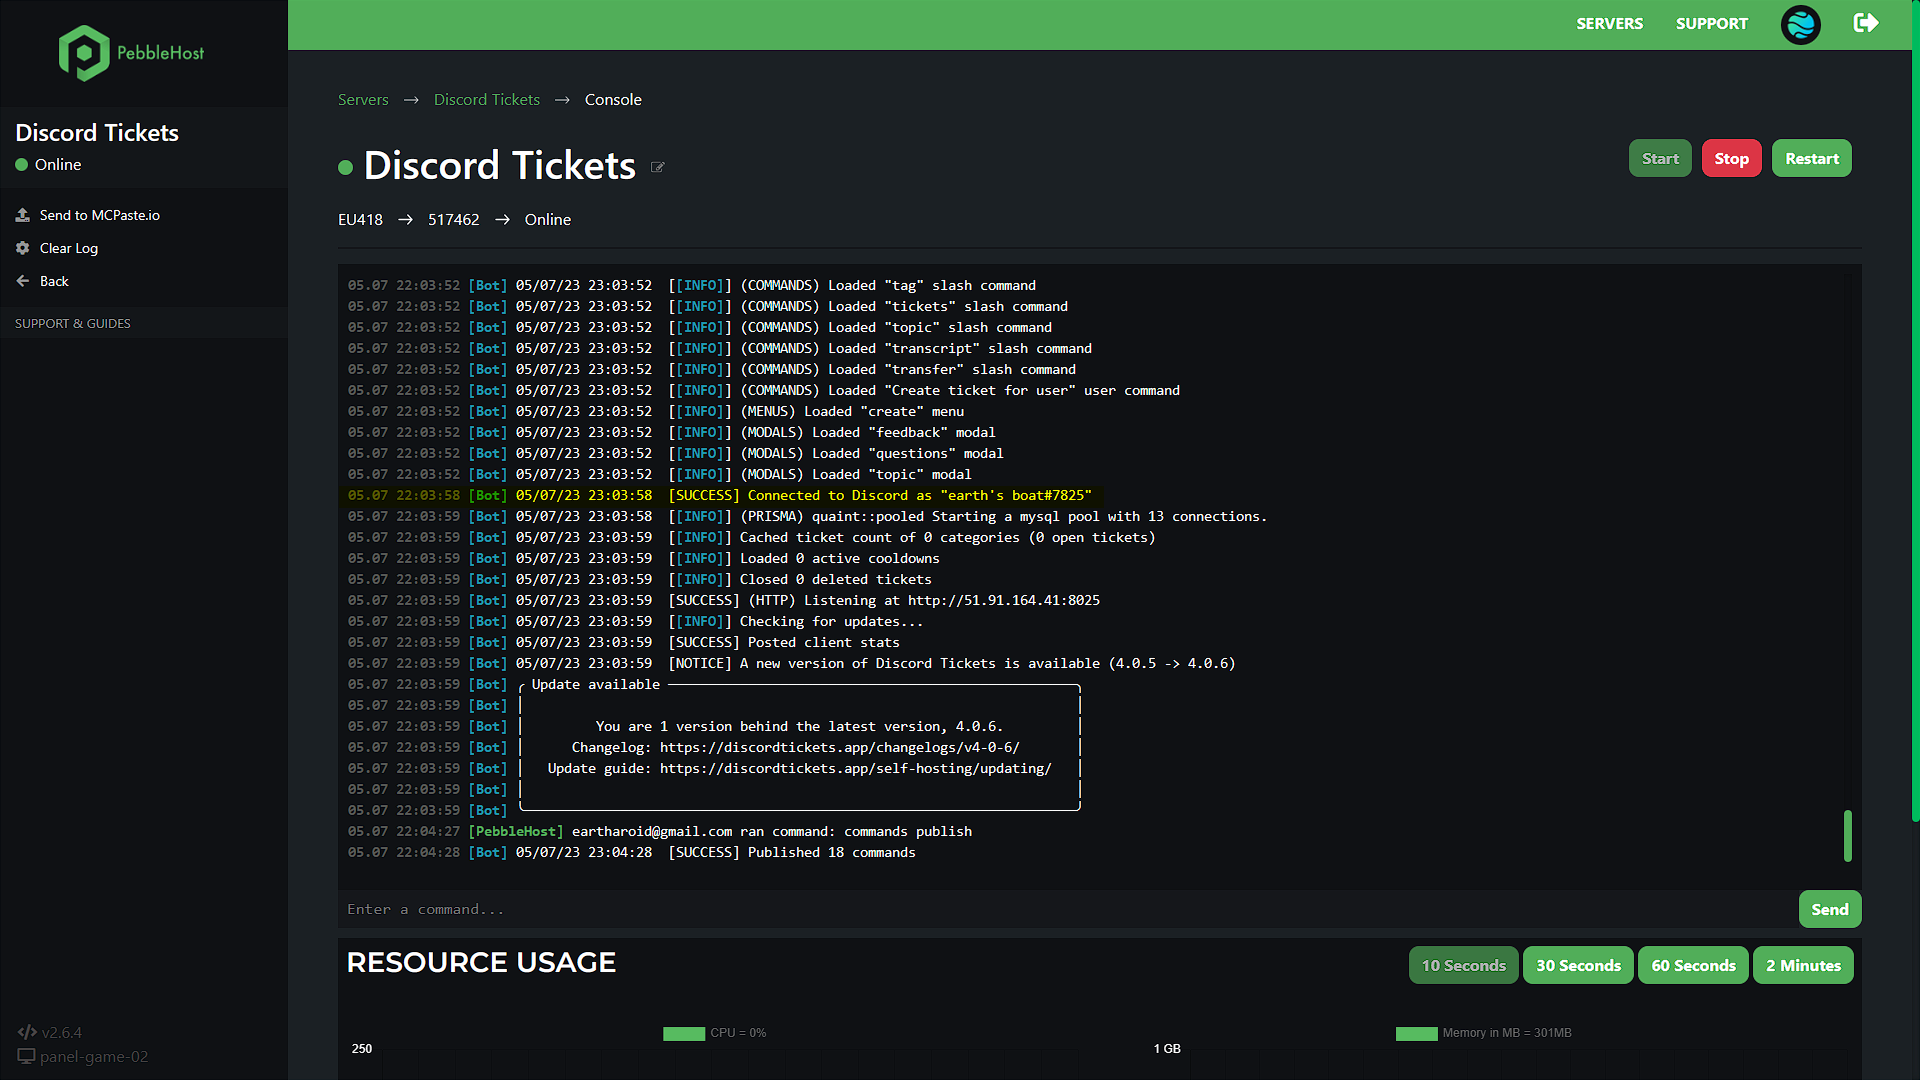 PebbleHost
SERVERS
SUPPORT
Discord Tickets
Online
Send to MCPaste.io
Clear Log
Back
SUPPORT & GUIDES
v2.6.4
panel-game-02
Servers → Discord Tickets → Console
Discord Tickets
Start
Stop
Restart
EU418 → 517462 → Online
05.07 22:03:52 [Bot] 05/07/23 23:03:52 [[INFO]] (COMMANDS) Loaded "tag" slash command
05.07 22:03:52 [Bot] 05/07/23 23:03:52 [[INFO]] (COMMANDS) Loaded "tickets" slash command
05.07 22:03:52 [Bot] 05/07/23 23:03:52 [[INFO]] (COMMANDS) Loaded "topic" slash command
05.07 22:03:52 [Bot] 05/07/23 23:03:52 [[INFO]] (COMMANDS) Loaded "transcript" slash command
05.07 22:03:52 [Bot] 05/07/23 23:03:52 [[INFO]] (COMMANDS) Loaded "transfer" slash command
05.07 22:03:52 [Bot] 05/07/23 23:03:52 [[INFO]] (COMMANDS) Loaded "Create ticket for user" user command
05.07 22:03:52 [Bot] 05/07/23 23:03:52 [[INFO]] (MENUS) Loaded "create" menu
05.07 22:03:52 [Bot] 05/07/23 23:03:52 [[INFO]] (MODALS) Loaded "feedback" modal
05.07 22:03:52 [Bot] 05/07/23 23:03:52 [[INFO]] (MODALS) Loaded "questions" modal
05.07 22:03:52 [Bot] 05/07/23 23:03:52 [[INFO]] (MODALS) Loaded "topic" modal
05.07 22:03:58 [Bot] 05/07/23 23:03:58 [SUCCESS] Connected to Discord as "earth's boat#7825"
05.07 22:03:59 [Bot] 05/07/23 23:03:58 [[INFO]] (PRISMA) quaint::pooled Starting a mysql pool with 13 connections.
05.07 22:03:59 [Bot] 05/07/23 23:03:59 [[INFO]] Cached ticket count of 0 categories (0 open tickets)
05.07 22:03:59 [Bot] 05/07/23 23:03:59 [[INFO]] Loaded 0 active cooldowns
05.07 22:03:59 [Bot] 05/07/23 23:03:59 [[INFO]] Closed 0 deleted tickets
05.07 22:03:59 [Bot] 05/07/23 23:03:59 [SUCCESS] (HTTP) Listening at http://51.91.164.41:8025
05.07 22:03:59 [Bot] 05/07/23 23:03:59 [[INFO]] Checking for updates...
05.07 22:03:59 [Bot] 05/07/23 23:03:59 [SUCCESS] Posted client stats
05.07 22:03:59 [Bot] 05/07/23 23:03:59 [NOTICE] A new version of Discord Tickets is available (4.0.5 -> 4.0.6)
05.07 22:03:59 [Bot] Update available
05.07 22:03:59 [Bot]
05.07 22:03:59 [Bot] You are 1 version behind the latest version, 4.0.6.
05.07 22:03:59 [Bot] Changelog: https://discordtickets.app/changelogs/v4-0-6/
05.07 22:03:59 [Bot] Update guide: https://discordtickets.app/self-hosting/updating/
05.07 22:03:59 [Bot]
05.07 22:03:59 [Bot]
05.07 22:04:27 [PebbleHost] eartharoid@gmail.com ran command: commands publish
05.07 22:04:28 [Bot] 05/07/23 23:04:28 [SUCCESS] Published 18 commands
Enter a command...
Send
RESOURCE USAGE
10 Seconds
30 Seconds
60 Seconds
2 Minutes
CPU = 0%
250
Memory in MB = 301MB
1 GB